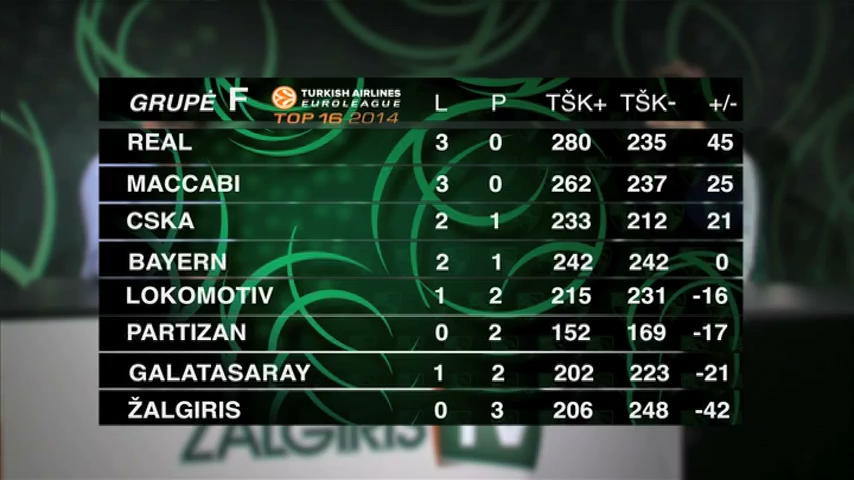 GRUPĖ F TURKISH AIRLINES EUROLEAGUE TOP 16 2014 L P TŠK+ TŠK- +/-
REAL 3 0 280 235 45
MACCABI 3 0 262 237 25
CSKA 2 1 233 212 21
BAYERN 2 1 242 242 0
LOKOMOTIV 1 2 215 231 -16
PARTIZAN 0 2 152 169 -17
GALATASARAY 1 2 202 223 -21
ŽALGIRIS 0 3 206 248 -42
ŽALGIRIS TV